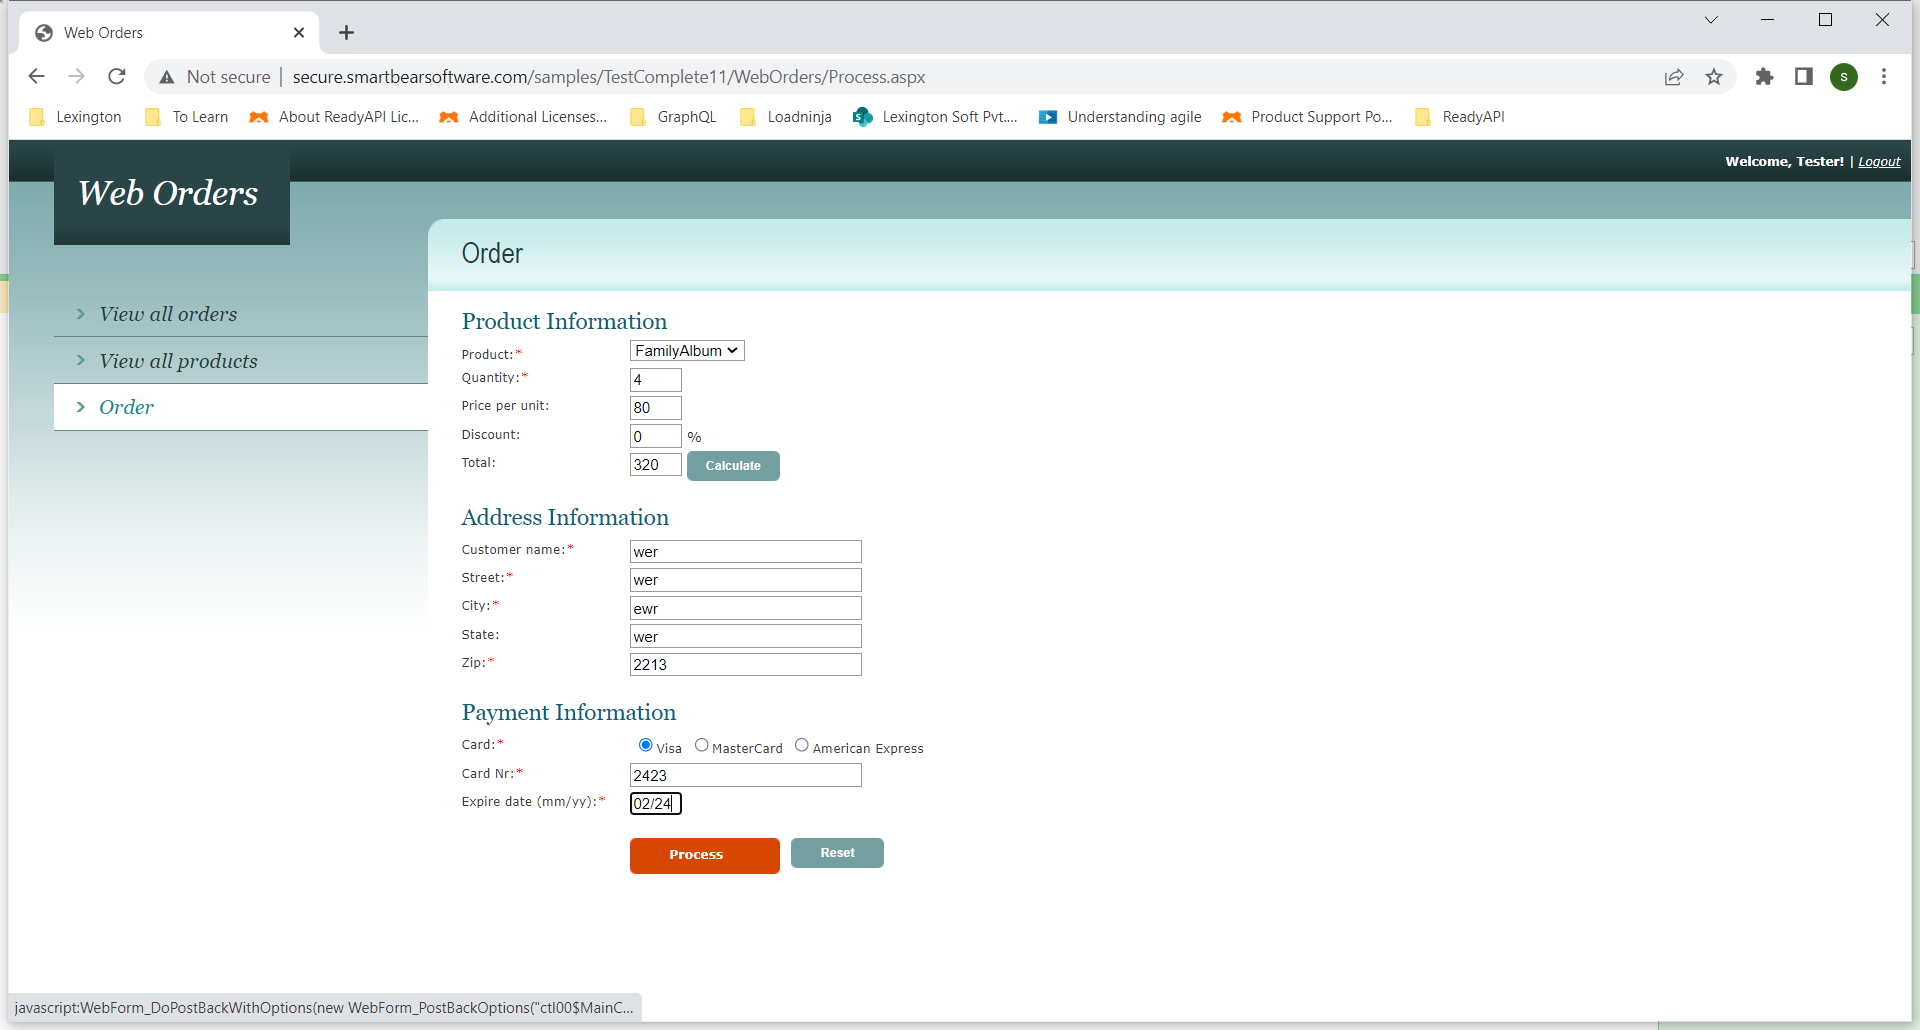 Web Orders
Not secure | secure.smartbearsoftware.com/samples/TestComplete11/WebOrders/Process.aspx
S
Lexington To Learn About ReadyAPI Lic... Additional Licenses... GraphQL Loadninja Lexington Soft Pvt.... Understanding agile Product Support Po... ReadyAPI
Welcome, Tester! | Logout
Web Orders
Order
View all orders
View all products
Order
Product Information
Product:* FamilyAlbum
Quantity:* 4
Price per unit: 80
Discount: 0 %
Total: 320 Calculate
Address Information
Customer name:* wer
Street:* wer
City:* ewr
State: wer
Zip:* 2213
Payment Information
Card:* Visa MasterCard American Express
Card Nr:* 2423
Expire date (mm/yy):* 02/24
Process Reset
javascript:WebForm_DoPostBackWithOptions(new WebForm_PostBackOptions("ctl00$MainC...